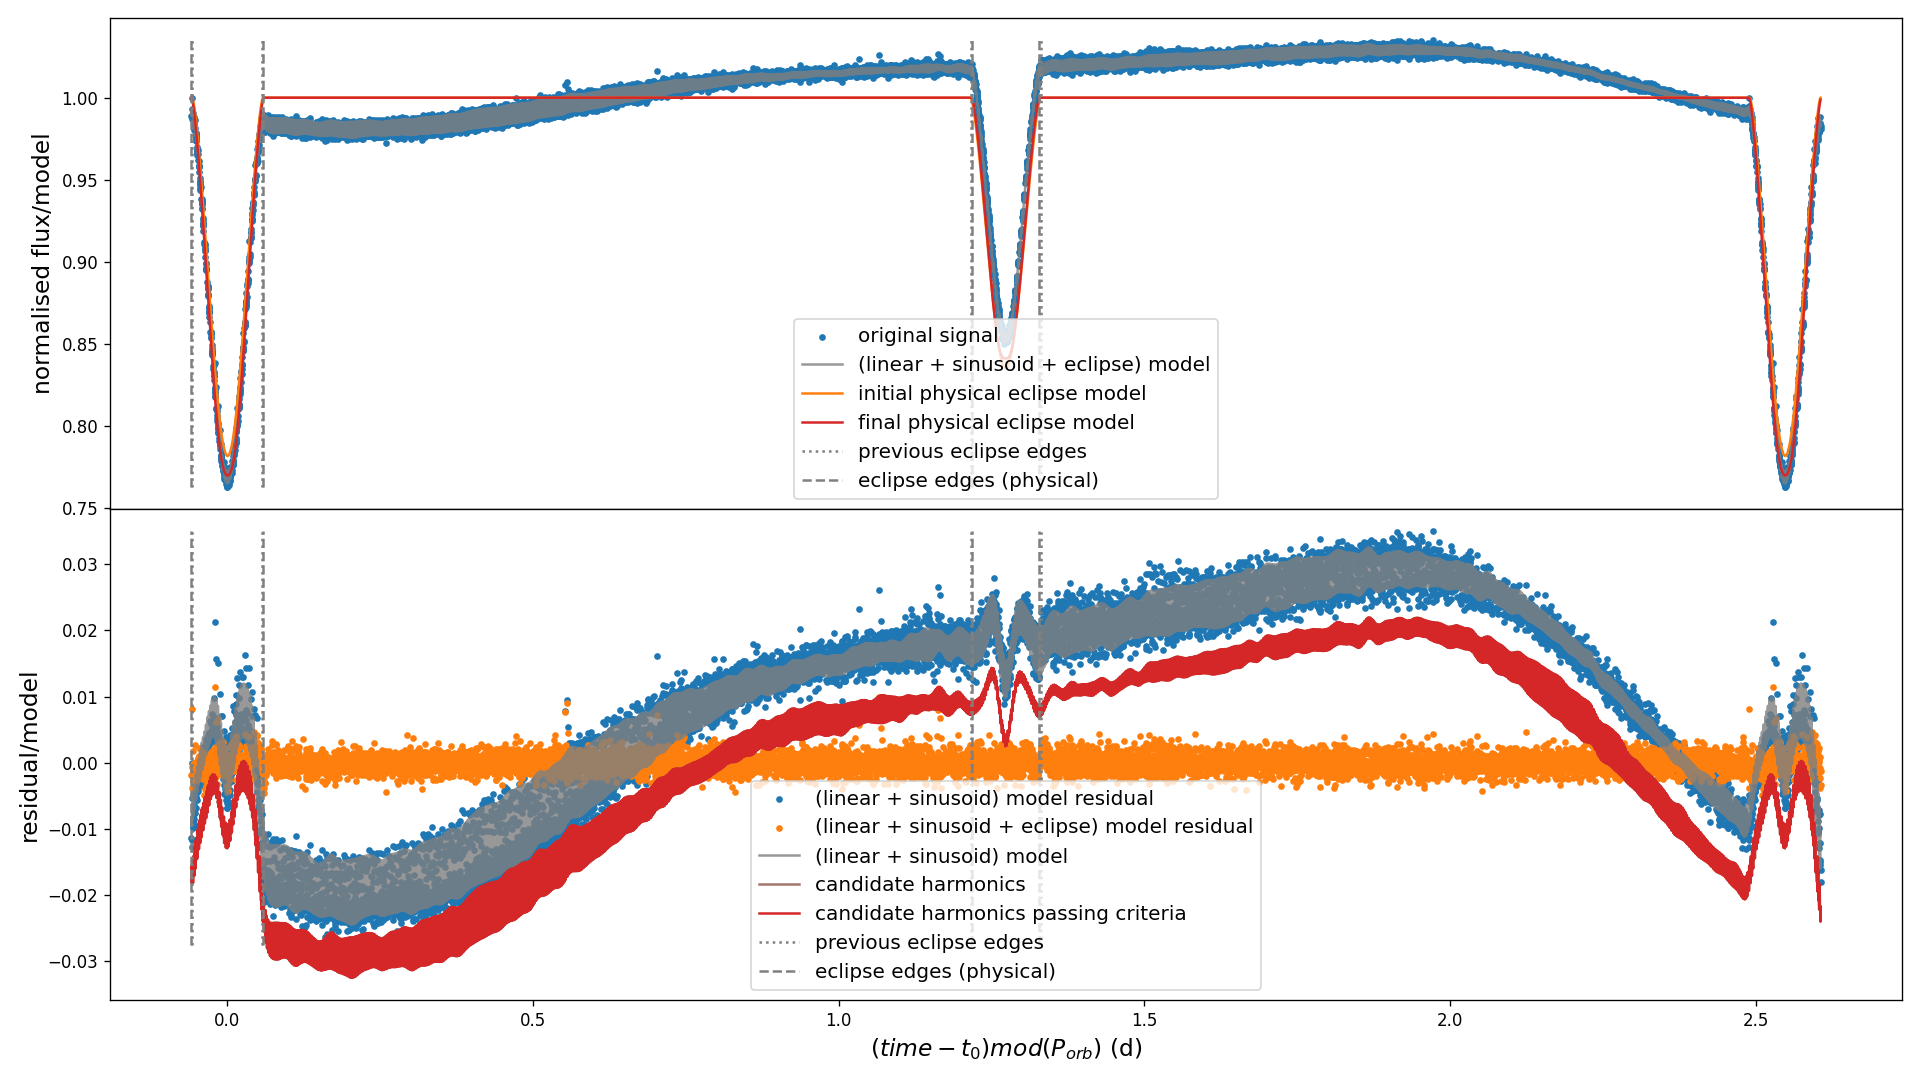 normalised flux/model
1.00
0.95
0.90
0.85
0.80
0.75
original signal
(linear + sinusoid + eclipse) model
initial physical eclipse model
final physical eclipse model
previous eclipse edges
eclipse edges (physical)
residual/model
0.03
0.02
0.01
0.00
−0.01
−0.02
−0.03
(linear + sinusoid) model residual
(linear + sinusoid + eclipse) model residual
(linear + sinusoid) model
candidate harmonics
candidate harmonics passing criteria
previous eclipse edges
eclipse edges (physical)
0.0 0.5 1.0 1.5 2.0 2.5
(time − t₀)mod(Pₒᵣb) (d)